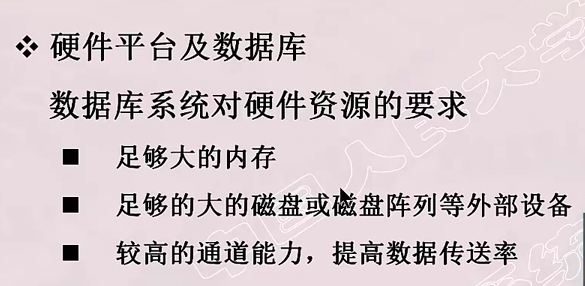 ❖ 硬件平台及数据库
数据库系统对硬件资源的要求
■ 足够大的内存
■ 足够的大的磁盘或磁盘阵列等外部设备
■ 较高的通道能力，提高数据传送率